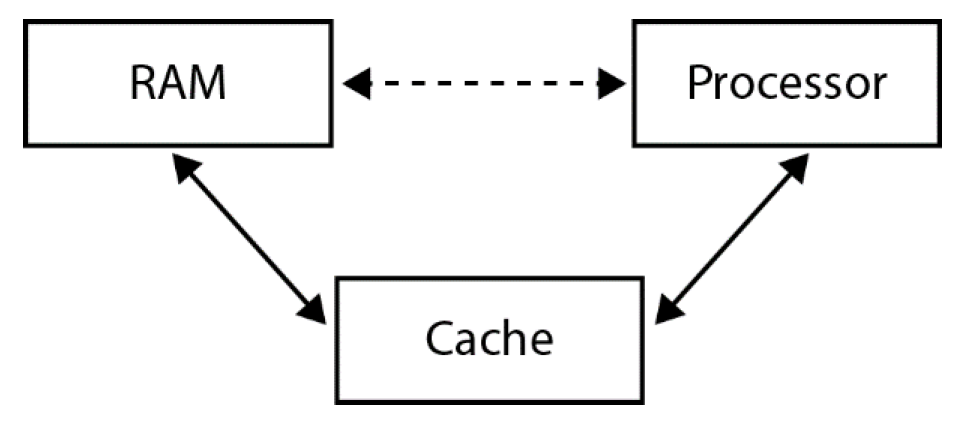 RAM
Processor
Cache